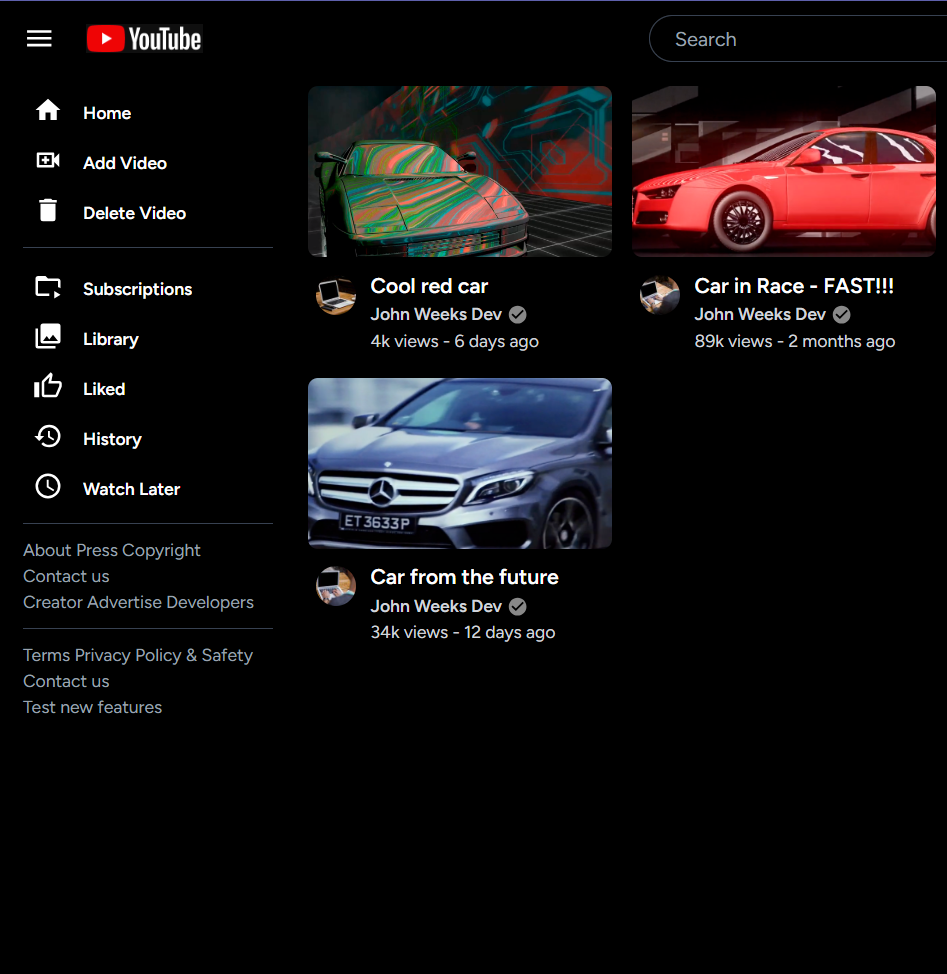 YouTube
Search
Home
Add Video
Delete Video
Subscriptions
Library
Liked
History
Watch Later
About Press Copyright
Contact us
Creator Advertise Developers
Terms Privacy Policy & Safety
Contact us
Test new features
Cool red car
John Weeks Dev
4k views - 6 days ago
Car in Race - FAST!!!
John Weeks Dev
89k views - 2 months ago
ET 3633P
Car from the future
John Weeks Dev
34k views - 12 days ago